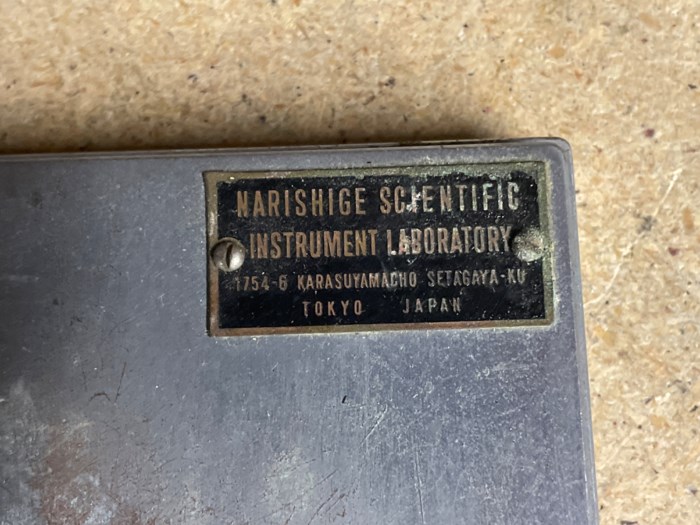 NARISHIGE SCIENTIFIC
INSTRUMENT LABORATORY
1754-6 KARASUYAMACHO SETAGAYA-KU
TOKYO JAPAN